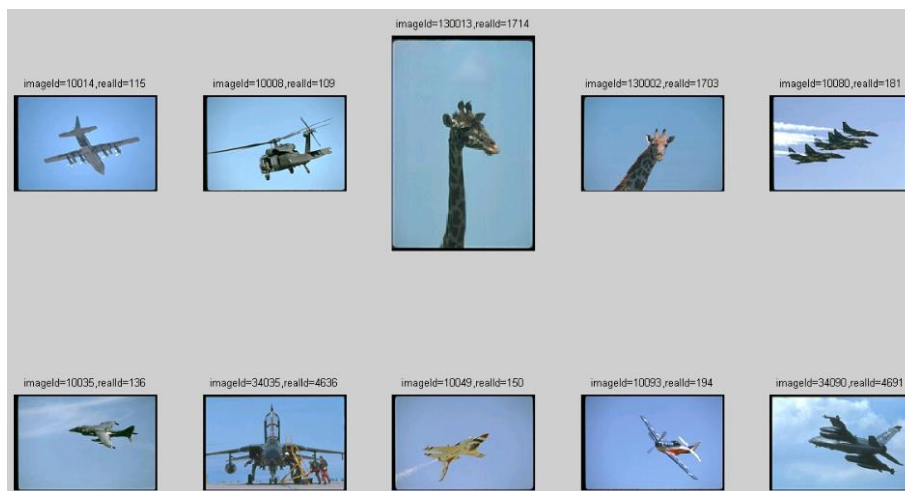 imageId=130013,realId=1714
imageId=10014,realId=115
imageId=10008,realId=109
imageId=130002,realId=1703
imageId=10080,realId=181
imageId=10035,realId=136
imageId=34035,realId=4636
imageId=10049,realId=150
imageId=10093,realId=194
imageId=34090,realId=4691